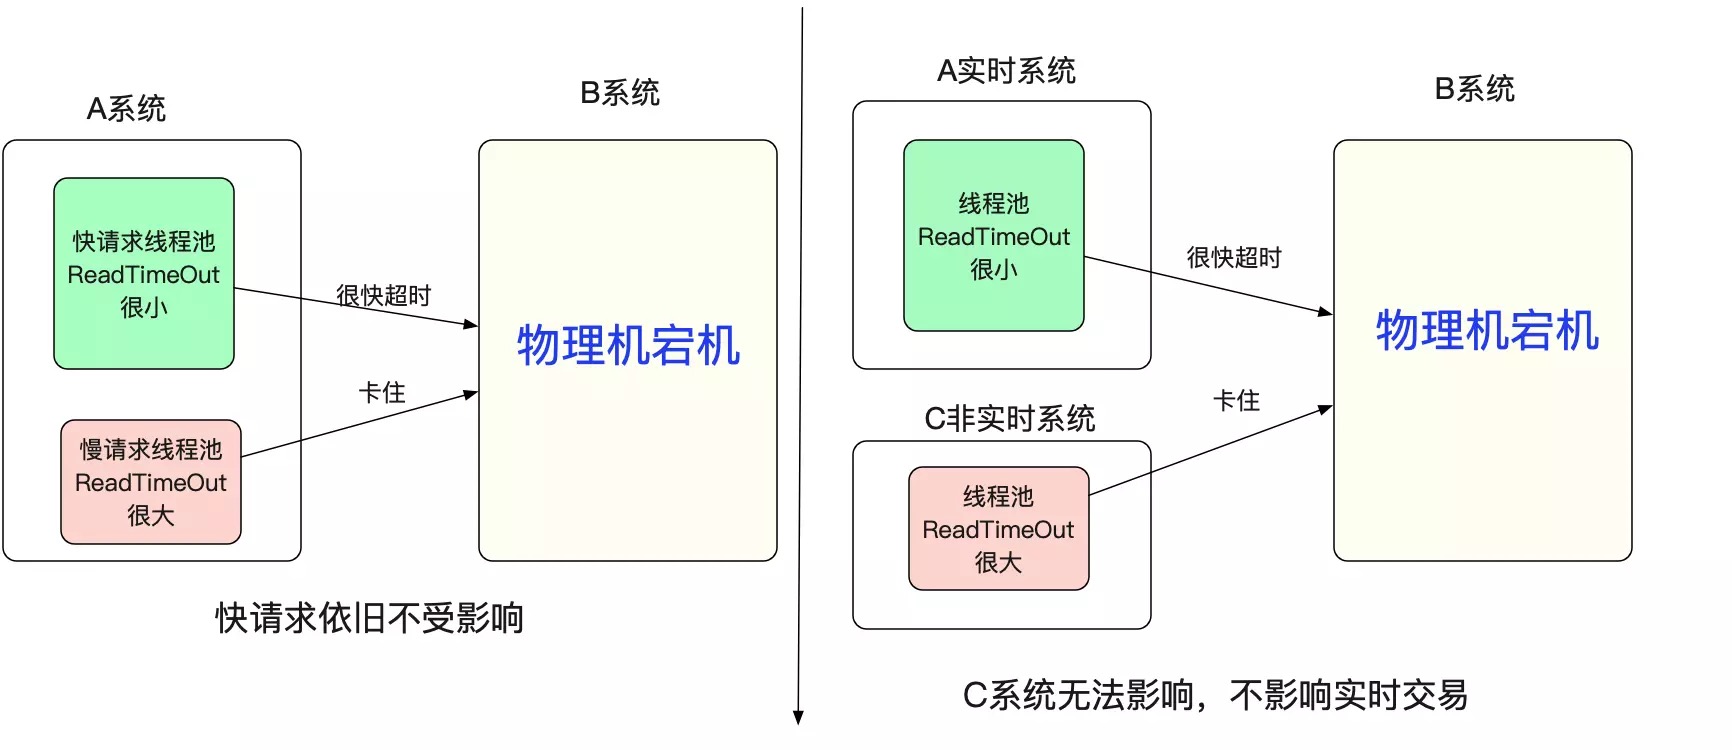 A系统
B系统
快请求线程池
ReadTimeOut
很小
很快超时
物理机宕机
卡住
慢请求线程池
ReadTimeOut
很大
快请求依旧不受影响
A实时系统
B系统
线程池
ReadTimeOut
很小
很快超时
物理机宕机
C非实时系统
卡住
线程池
ReadTimeOut
很大
C系统无法影响，不影响实时交易